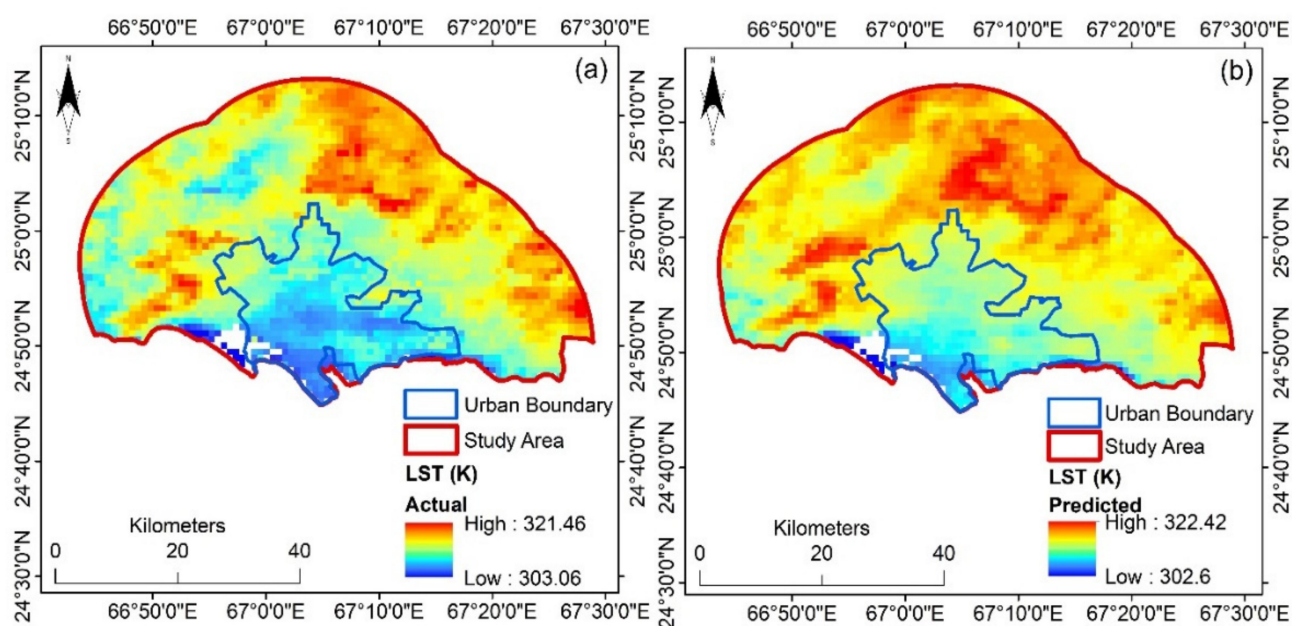 66°50'0"E 67°0'0"E 67°10'0"E 67°20'0"E 67°30'0"E
(a)
N
S
25°10'0"N
25°0'0"N
24°50'0"N
24°40'0"N
24°30'0"N
25°10'0"N
25°0'0"N
24°50'0"N
24°40'0"N
24°30'0"N
Urban Boundary
Study Area
LST (K)
Actual
High : 321.46
Low : 303.06
Kilometers
0 20 40
66°50'0"E 67°0'0"E 67°10'0"E 67°20'0"E 67°30'0"E
66°50'0"E 67°0'0"E 67°10'0"E 67°20'0"E 67°30'0"E
(b)
N
S
25°10'0"N
25°0'0"N
24°50'0"N
24°40'0"N
24°30'0"N
Urban Boundary
Study Area
LST (K)
Predicted
High : 322.42
Low : 302.6
Kilometers
0 20 40
66°50'0"E 67°0'0"E 67°10'0"E 67°20'0"E 67°30'0"E